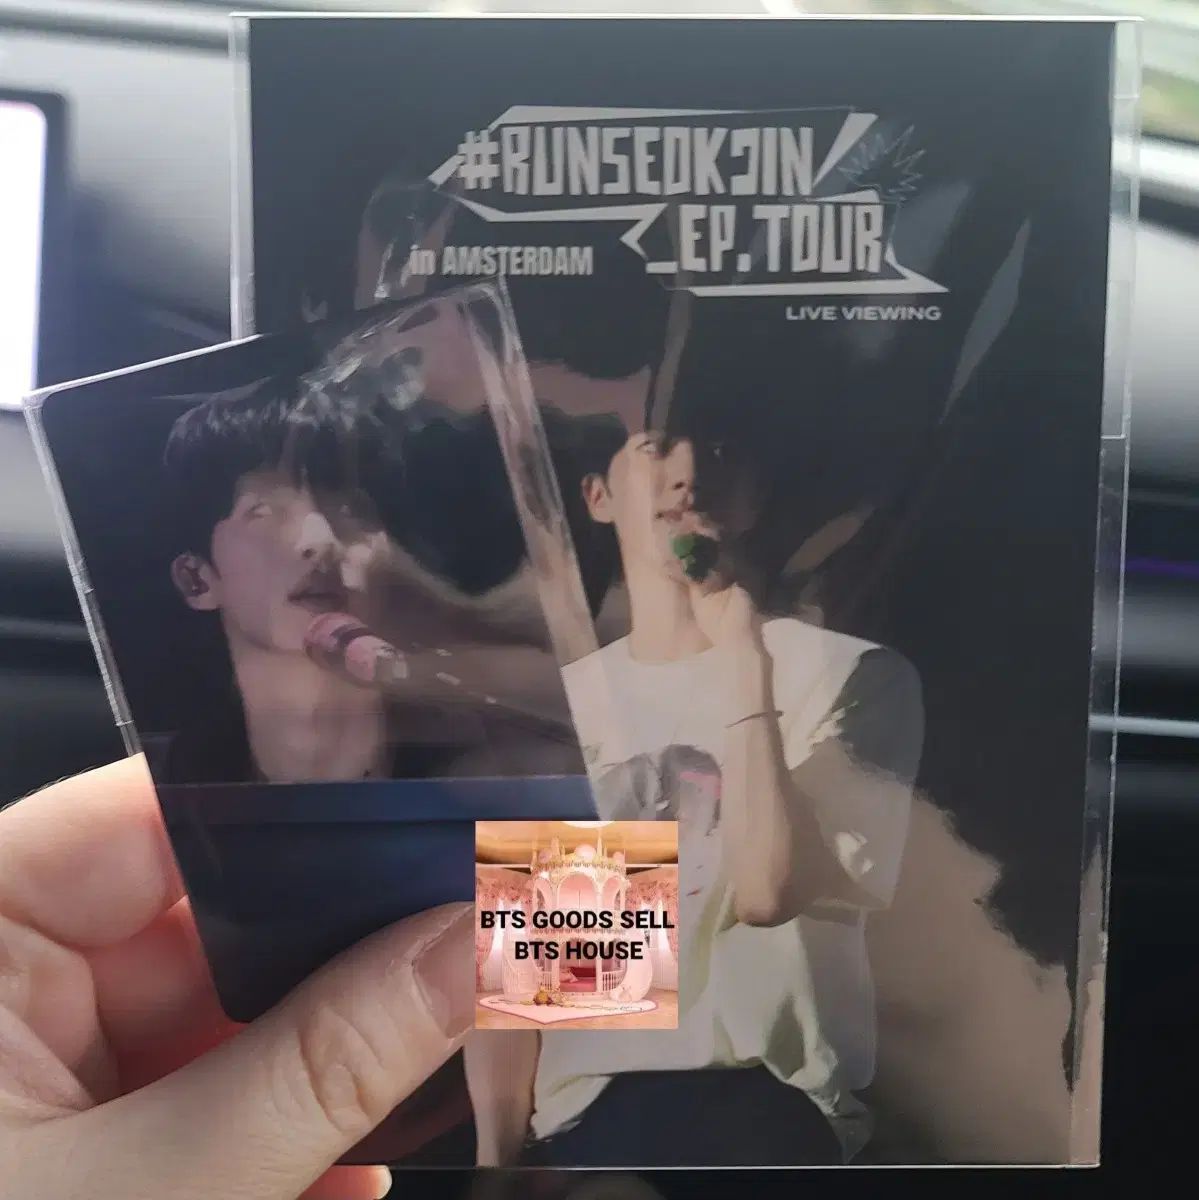 #RUNSEOKJIN
_EP.TOUR
in AMSTERDAM
LIVE VIEWING
BTS GOODS SELL
BTS HOUSE